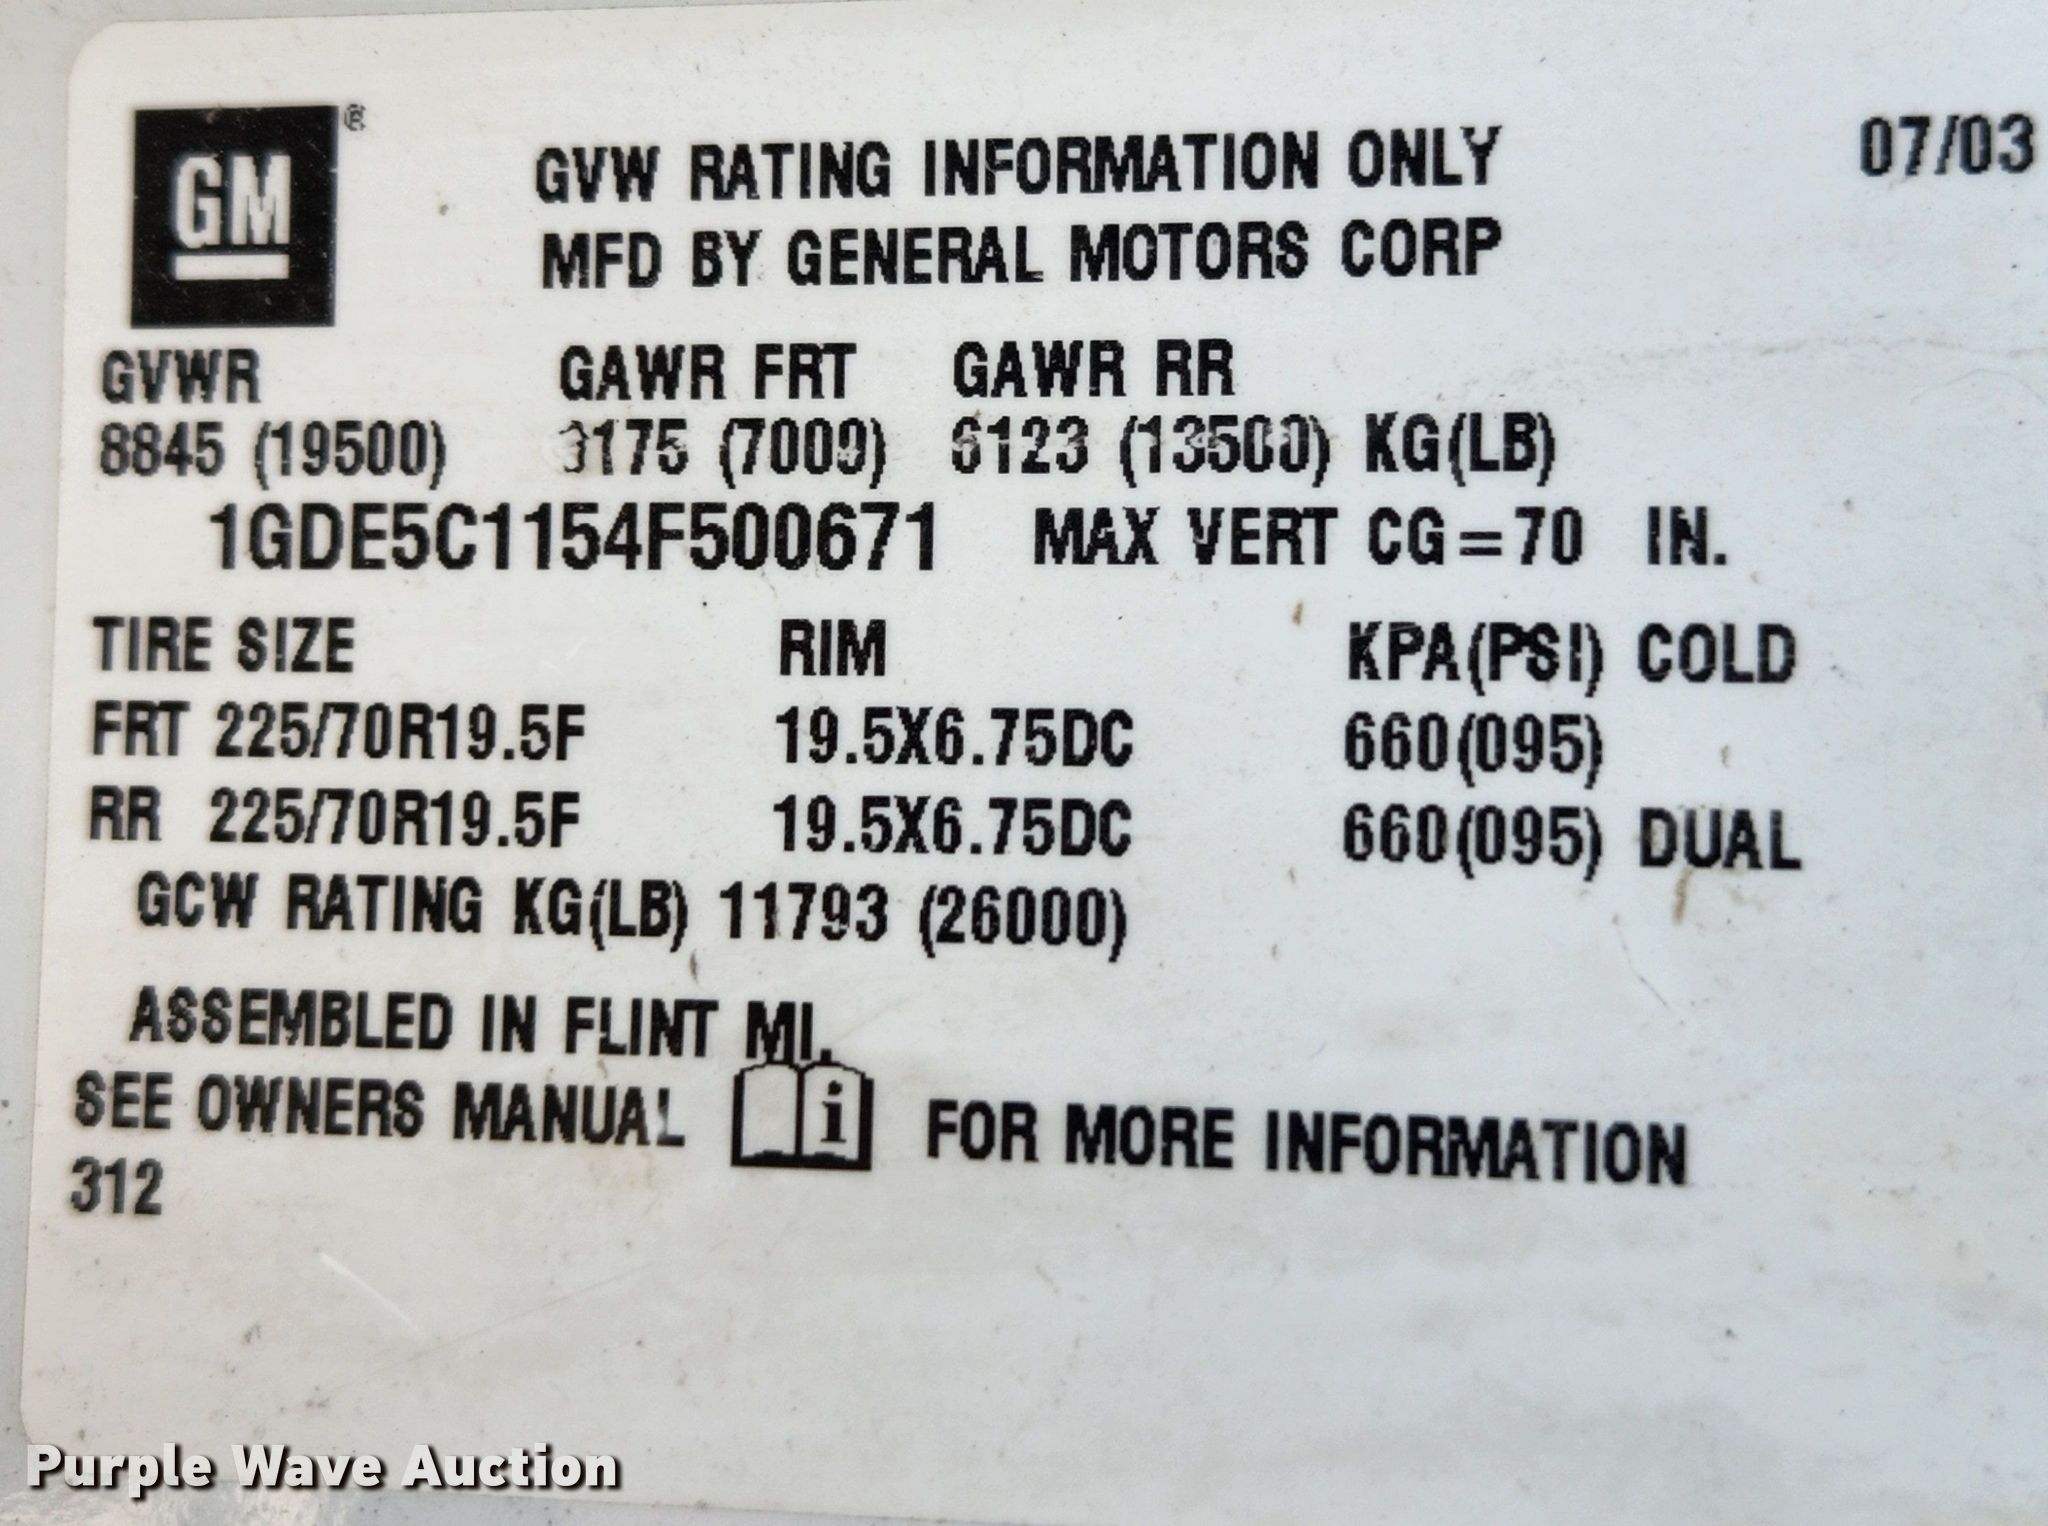 GM ®
GVW RATING INFORMATION ONLY 07/03
MFD BY GENERAL MOTORS CORP
GVWR GAWR FRT GAWR RR
8845 (19500) 3175 (7000) 6123 (13500) KG(LB)
1GDE5C1154F500671 MAX VERT CG=70 IN.
TIRE SIZE RIM KPA(PSI) COLD
FRT 225/70R19.5F 19.5X6.75DC 660(095)
RR 225/70R19.5F 19.5X6.75DC 660(095) DUAL
GCW RATING KG(LB) 11793 (26000)
ASSEMBLED IN FLINT MI.
SEE OWNERS MANUAL i FOR MORE INFORMATION
312
Purple Wave Auction